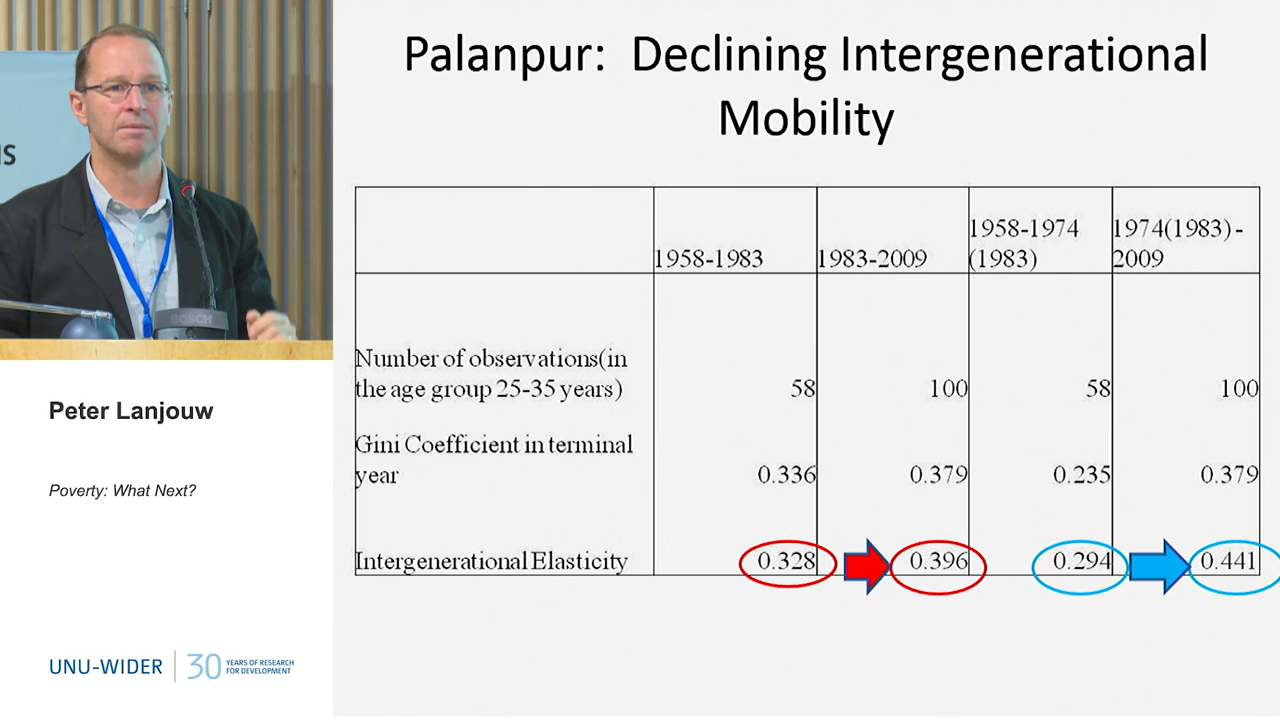 Palanpur: Declining Intergenerational
Mobility
1958-1983
1983-2009
1958-1974
(1983)
1974(1983)-
2009
Number of observations(in
the age group 25-35 years)
58
100
58
100
Gini Coefficient in terminal
year
0.336
0.379
0.235
0.379
Intergenerational Elasticity
0.328
0.396
0.294
0.441
IS
BOSCH
Peter Lanjouw
Poverty: What Next?
UNU-WIDER
30 YEARS OF RESEARCH
FOR DEVELOPMENT